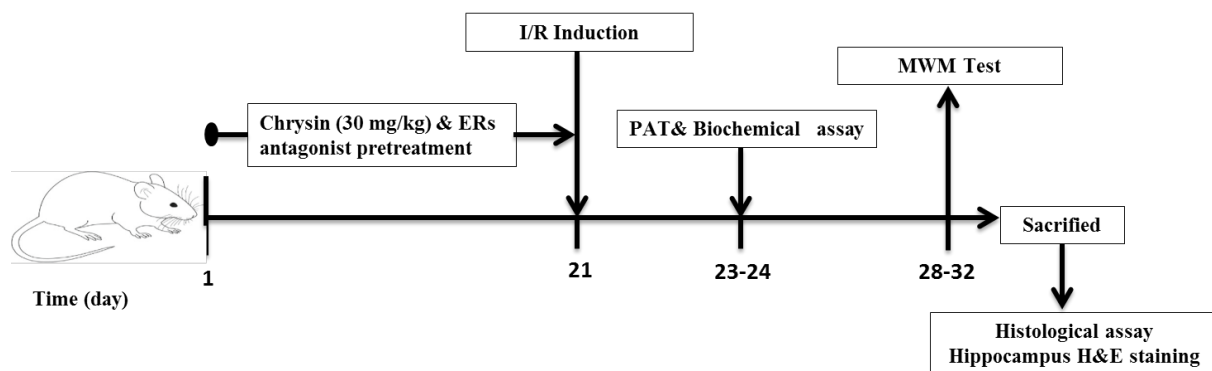 I/R Induction
MWM Test
Chrysin (30 mg/kg) & ERs
antagonist pretreatment
PAT& Biochemical assay
Sacrified
1
21
23-24
28-32
Time (day)
Histological assay
Hippocampus H&E staining